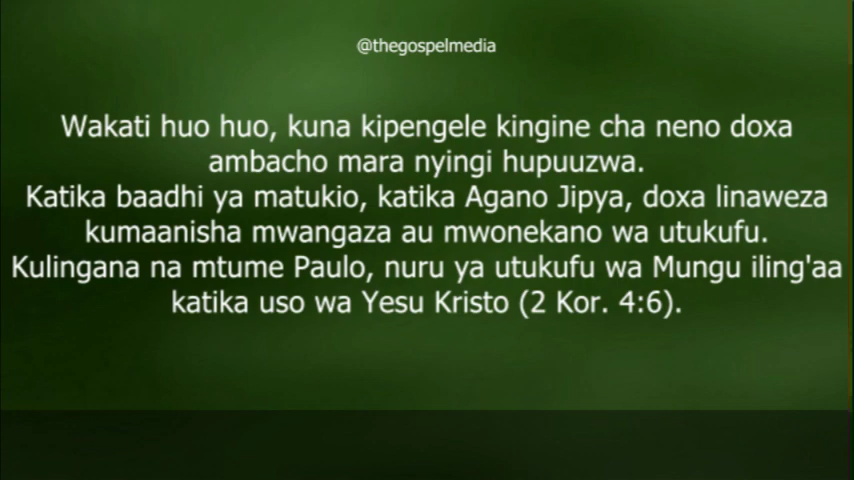 @thegospelmedia
Wakati huo huo, kuna kipengele kingine cha neno doxa
ambacho mara nyingi hupuuzwa.
Katika baadhi ya matukio, katika Agano Jipya, doxa linaweza
kumaanisha mwangaza au mwonekano wa utukufu.
Kulingana na mtume Paulo, nuru ya utukufu wa Mungu iling'aa
katika uso wa Yesu Kristo (2 Kor. 4:6).